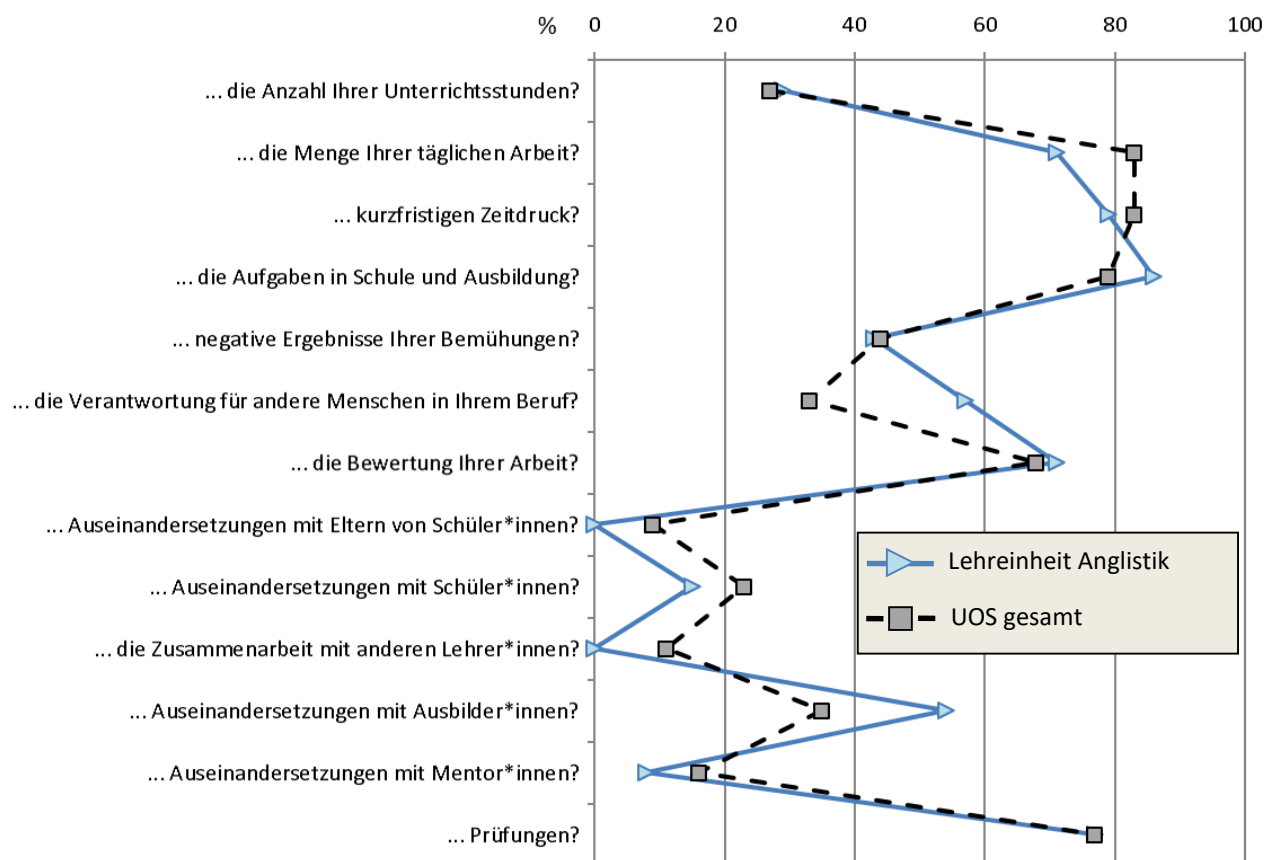 % 0 20 40 60 80 100
... die Anzahl Ihrer Unterrichtsstunden?
... die Menge Ihrer täglichen Arbeit?
... kurzfristigen Zeitdruck?
... die Aufgaben in Schule und Ausbildung?
... negative Ergebnisse Ihrer Bemühungen?
... die Verantwortung für andere Menschen in Ihrem Beruf?
... die Bewertung Ihrer Arbeit?
... Auseinandersetzungen mit Eltern von Schüler*innen?
... Auseinandersetzungen mit Schüler*innen?
... die Zusammenarbeit mit anderen Lehrer*innen?
... Auseinandersetzungen mit Ausbilder*innen?
... Auseinandersetzungen mit Mentor*innen?
... Prüfungen?
Lehreinheit Anglistik
UOS gesamt